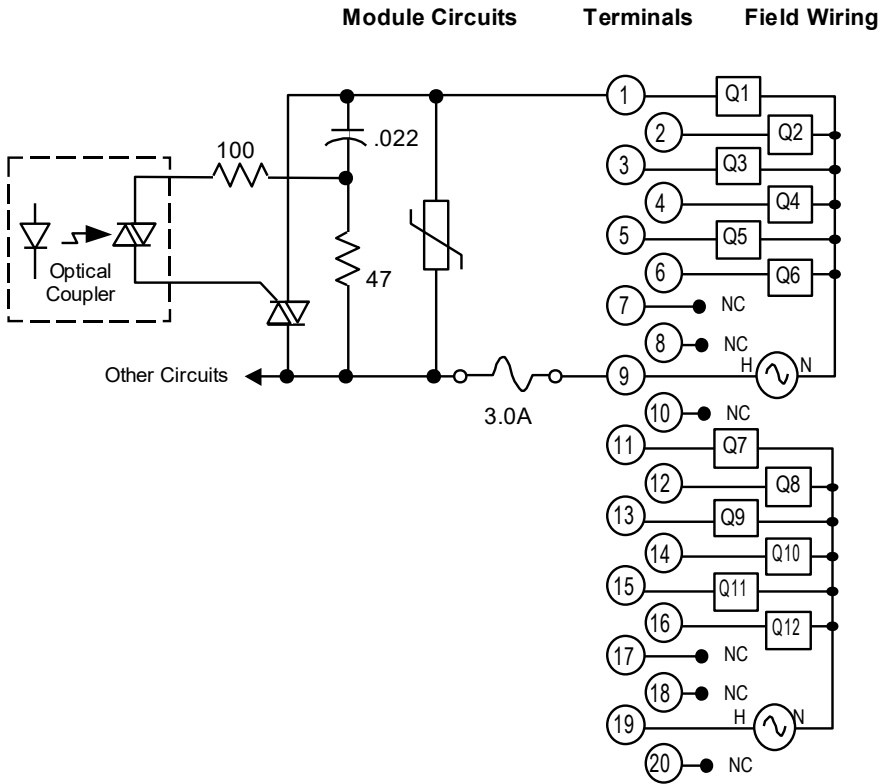 Module Circuits Terminals Field Wiring
1 Q1
2 Q2
.022
100
3 Q3
4 Q4
5 Q5
Optical
Coupler
47
6 Q6
7 NC
8 NC
H N
Other Circuits
9
3.0A
10 NC
11 Q7
12 Q8
13 Q9
14 Q10
15 Q11
16 Q12
17 NC
18 NC
19 H N
20 NC